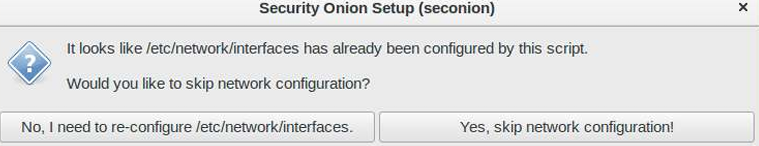 Security Onion Setup (seconion)
It looks like /etc/network/interfaces has already been configured by this script.
Would you like to skip network configuration?
No, I need to re-configure /etc/network/interfaces.
Yes, skip network configuration!